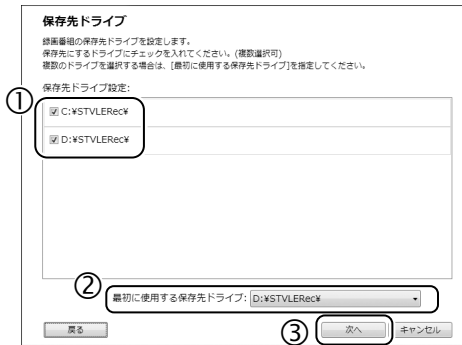 保存先ドライブ
録画番組の保存先ドライブを設定します。
保存先にするドライブにチェックを入れてください。(複数選択可)
複数のドライブを選択する場合は、[最初に使用する保存先ドライブ]を指定してください。
保存先ドライブ設定:
①
C:¥STVLERec¥
D:¥STVLERec¥
②
最初に使用する保存先ドライブ: D:¥STVLERec¥
戻る ③ 次へ キャンセル